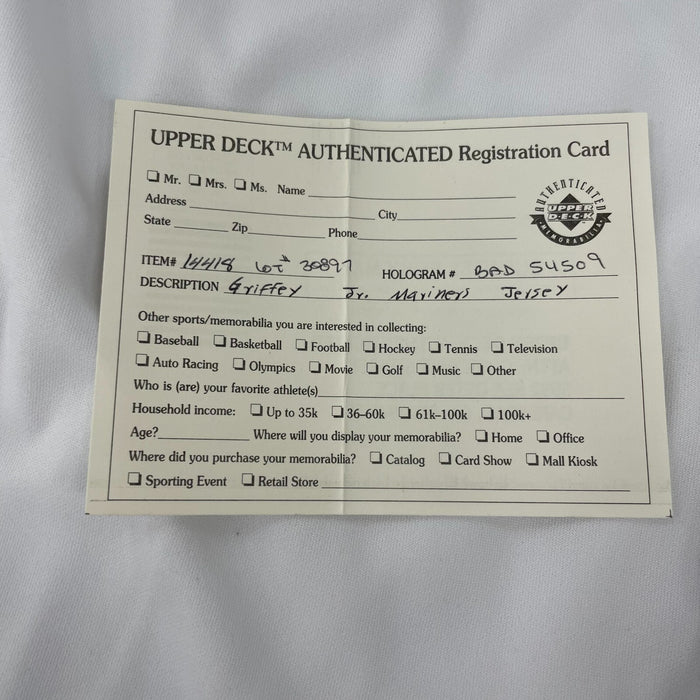 UPPER DECK™ AUTHENTICATED Registration Card
☐ Mr. ☐ Mrs. ☐ Ms. Name
Address City
State Zip Phone
AUTHENTICATED
UPPER
D·E·C·K
MEMORABILIA
ITEM# 14418 Lot# 30897 HOLOGRAM # BAD 54509
DESCRIPTION Griffey Jr. Mariners Jersey
Other sports/memorabilia you are interested in collecting:
☐ Baseball ☐ Basketball ☐ Football ☐ Hockey ☐ Tennis ☐ Television
☐ Auto Racing ☐ Olympics ☐ Movie ☐ Golf ☐ Music ☐ Other
Who is (are) your favorite athlete(s)
Household income: ☐ Up to 35k ☐ 36–60k ☐ 61k–100k ☐ 100k+
Age? Where will you display your memorabilia? ☐ Home ☐ Office
Where did you purchase your memorabilia? ☐ Catalog ☐ Card Show ☐ Mall Kiosk
☐ Sporting Event ☐ Retail Store